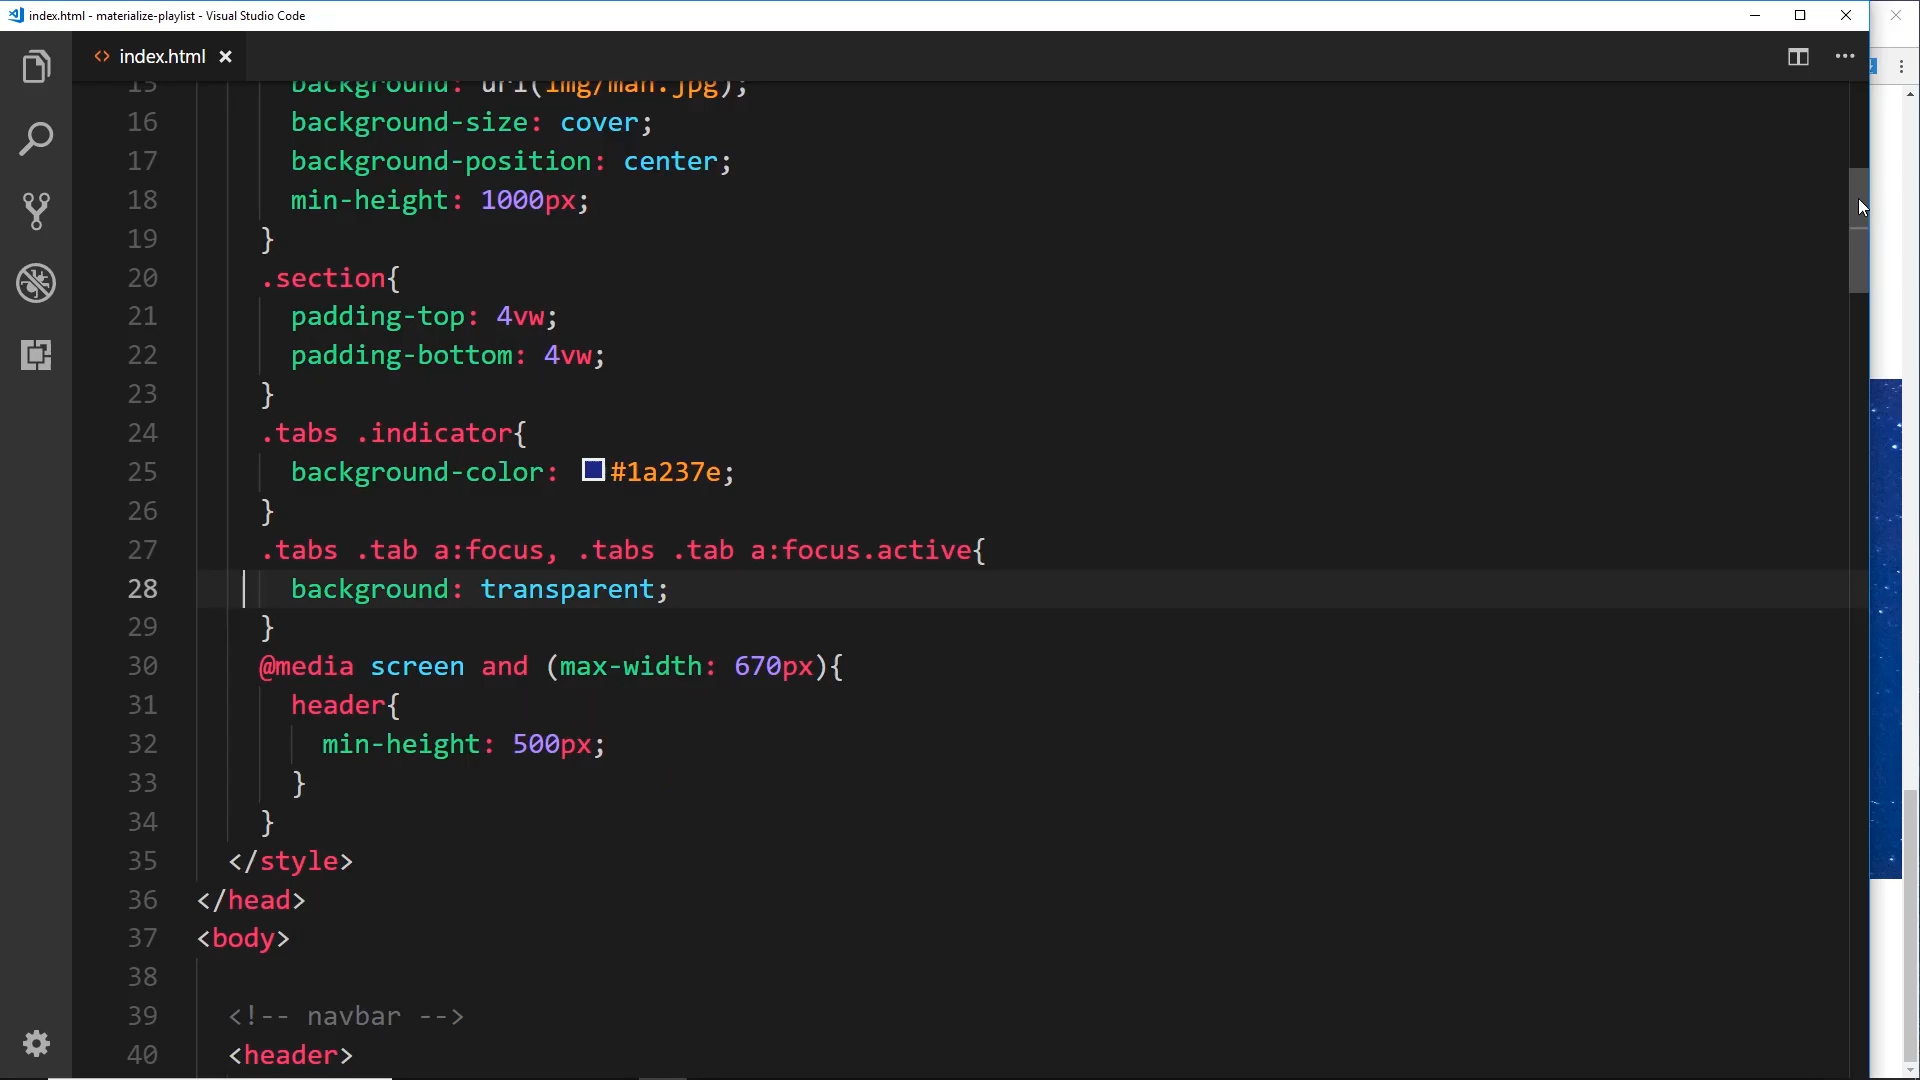 index.html - materialize-playlist - Visual Studio Code
<> index.html
15 background: url(img/man.jpg);
16 background-size: cover;
17 background-position: center;
18 min-height: 1000px;
19 }
20 .section{
21 padding-top: 4vw;
22 padding-bottom: 4vw;
23 }
24 .tabs .indicator{
25 background-color: #1a237e;
26 }
27 .tabs .tab a:focus, .tabs .tab a:focus.active{
28 background: transparent;
29 }
30 @media screen and (max-width: 670px){
31 header{
32 min-height: 500px;
33 }
34 }
35 </style>
36 </head>
37 <body>
38
39 <!-- navbar -->
40 <header>